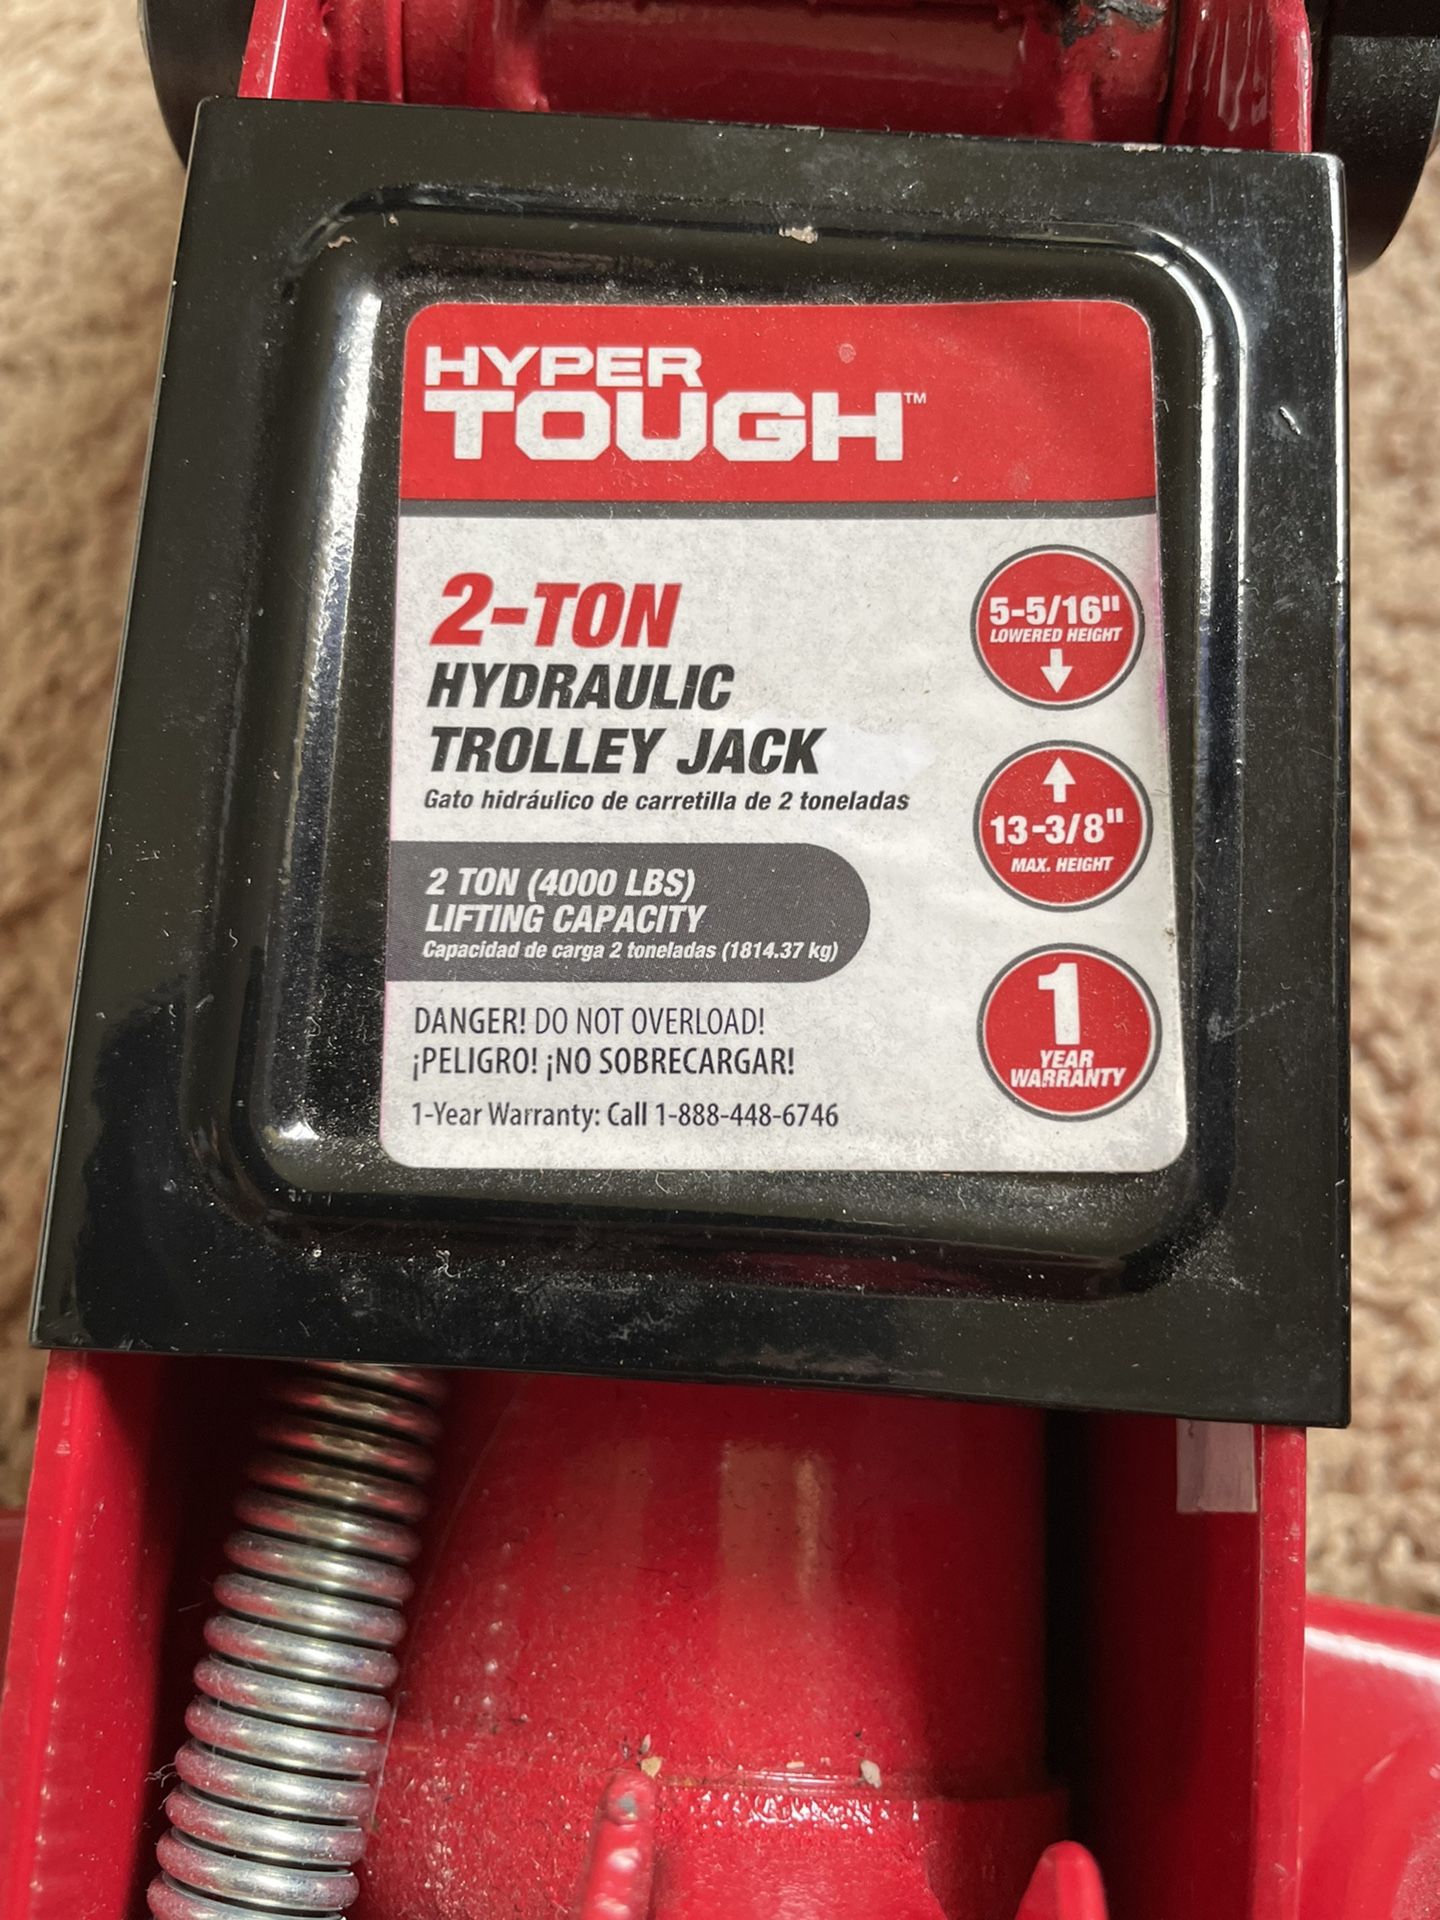 HYPER
TOUGH™
2-TON
HYDRAULIC
TROLLEY JACK
Gato hidráulico de carretilla de 2 toneladas
2 TON (4000 LBS)
LIFTING CAPACITY
Capacidad de carga 2 toneladas (1814.37 kg)
DANGER! DO NOT OVERLOAD!
¡PELIGRO! ¡NO SOBRECARGAR!
1-Year Warranty: Call 1-888-448-6746
5-5/16"
LOWERED HEIGHT
13-3/8"
MAX. HEIGHT
1
YEAR
WARRANTY